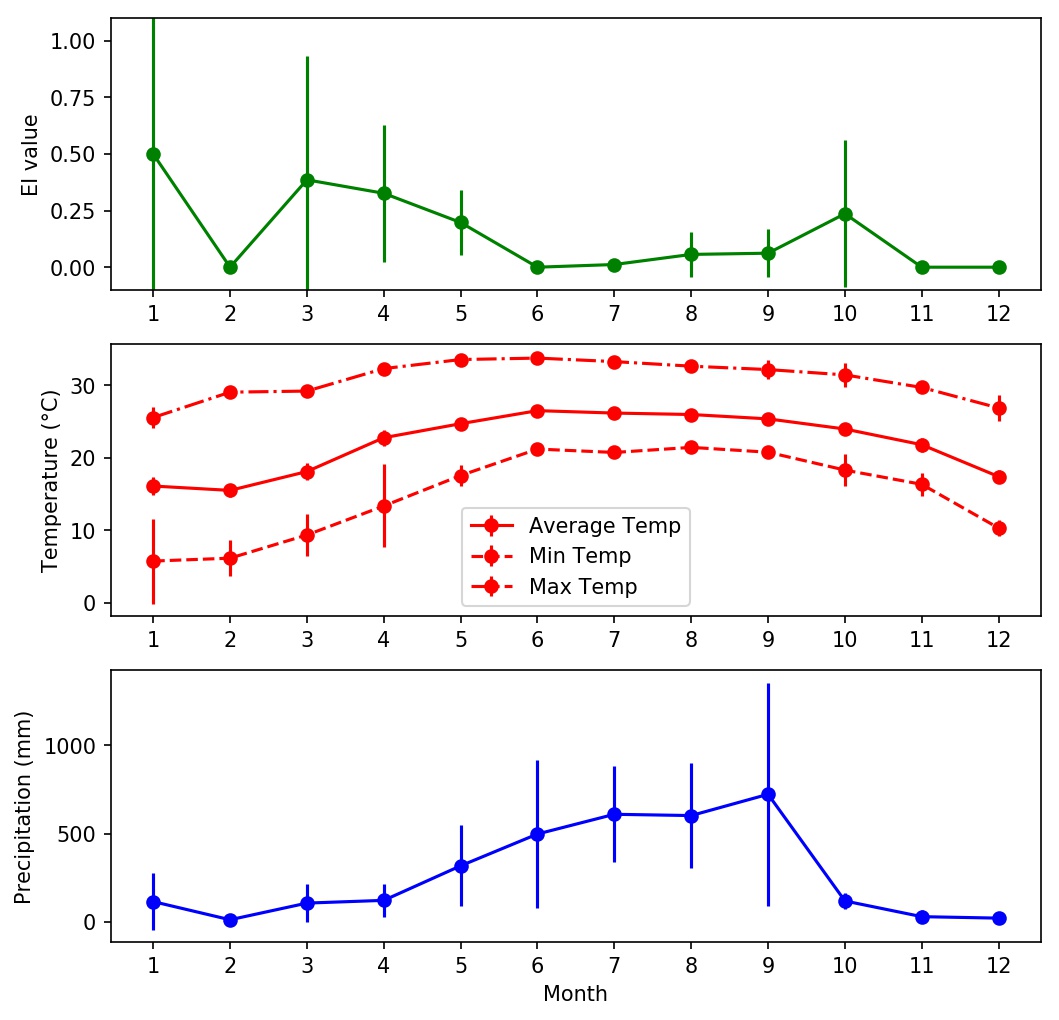 EI value
1.00
0.75
0.50
0.25
0.00
1 2 3 4 5 6 7 8 9 10 11 12
Temperature (°C)
30
20
10
0
Average Temp
Min Temp
Max Temp
1 2 3 4 5 6 7 8 9 10 11 12
Precipitation (mm)
1000
500
0
1 2 3 4 5 6 7 8 9 10 11 12
Month